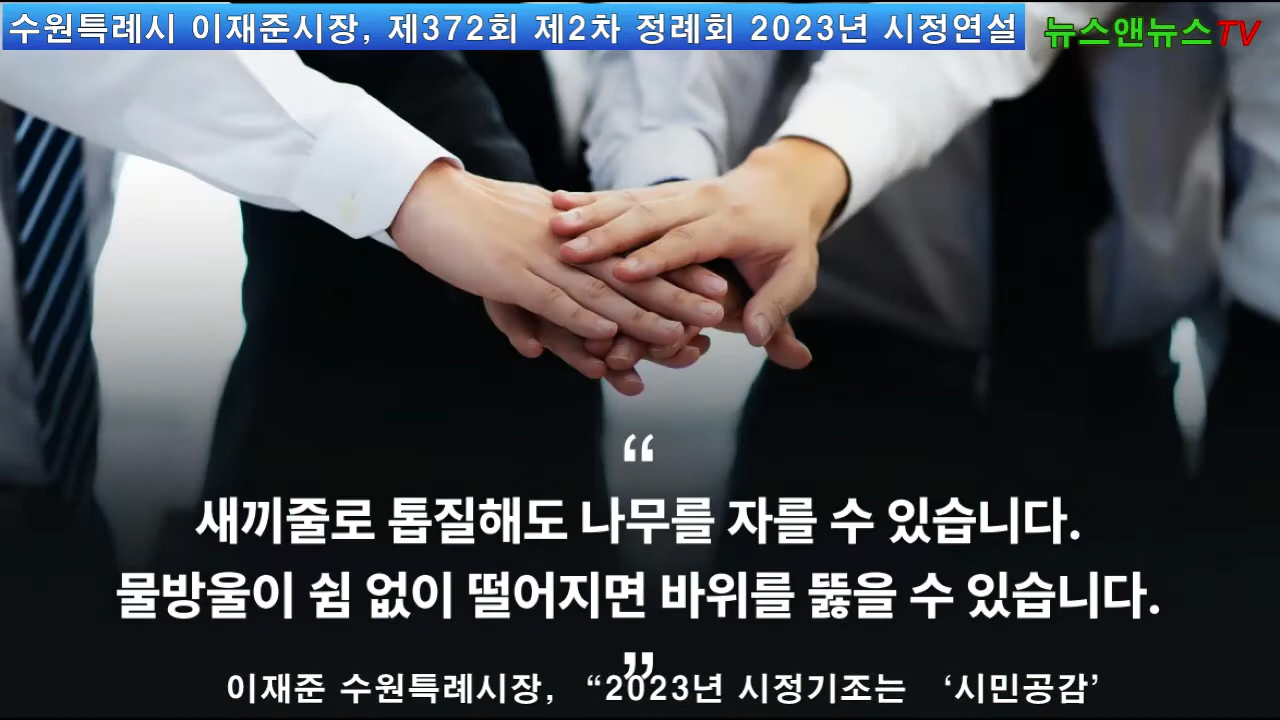 수원특례시 이재준시장, 제372회 제2차 정례회 2023년 시정연설
뉴스앤뉴스TV
“
새끼줄로 톱질해도 나무를 자를 수 있습니다.
물방울이 쉼 없이 떨어지면 바위를 뚫을 수 있습니다.
”
이재준 수원특례시장, “2023년 시정기조는 ‘시민공감’